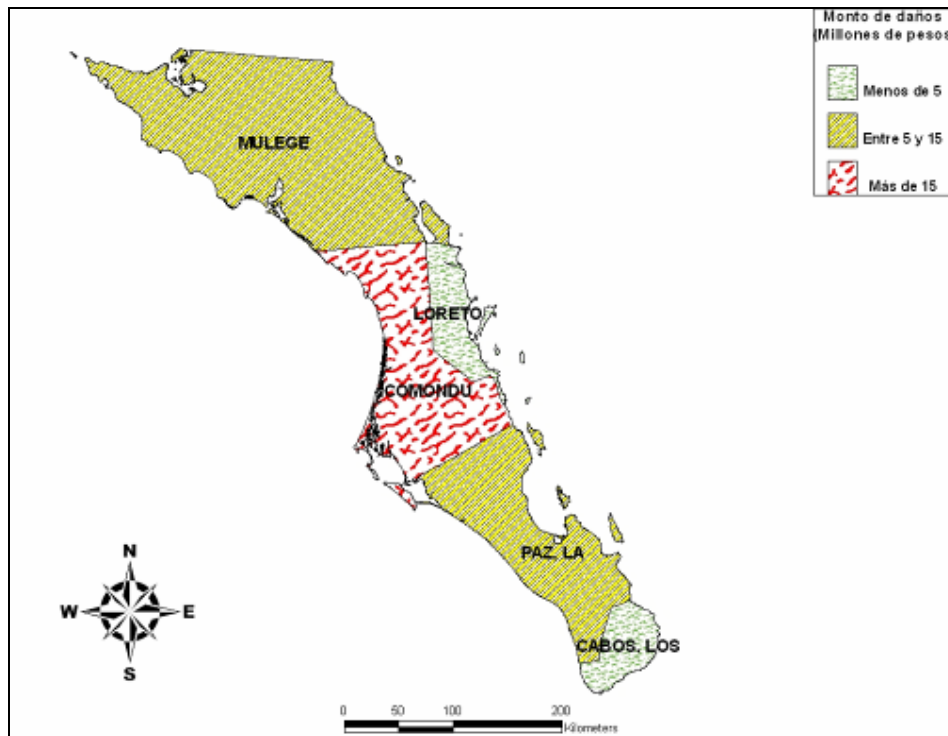 Monto de daños
(Millones de pesos
Menos de 5
Entre 5 y 15
Más de 15
MULEGE
LORETO
COMONDU
PAZ, LA
CABOS, LOS
N
W E
S
0 50 100 200
Kilometers